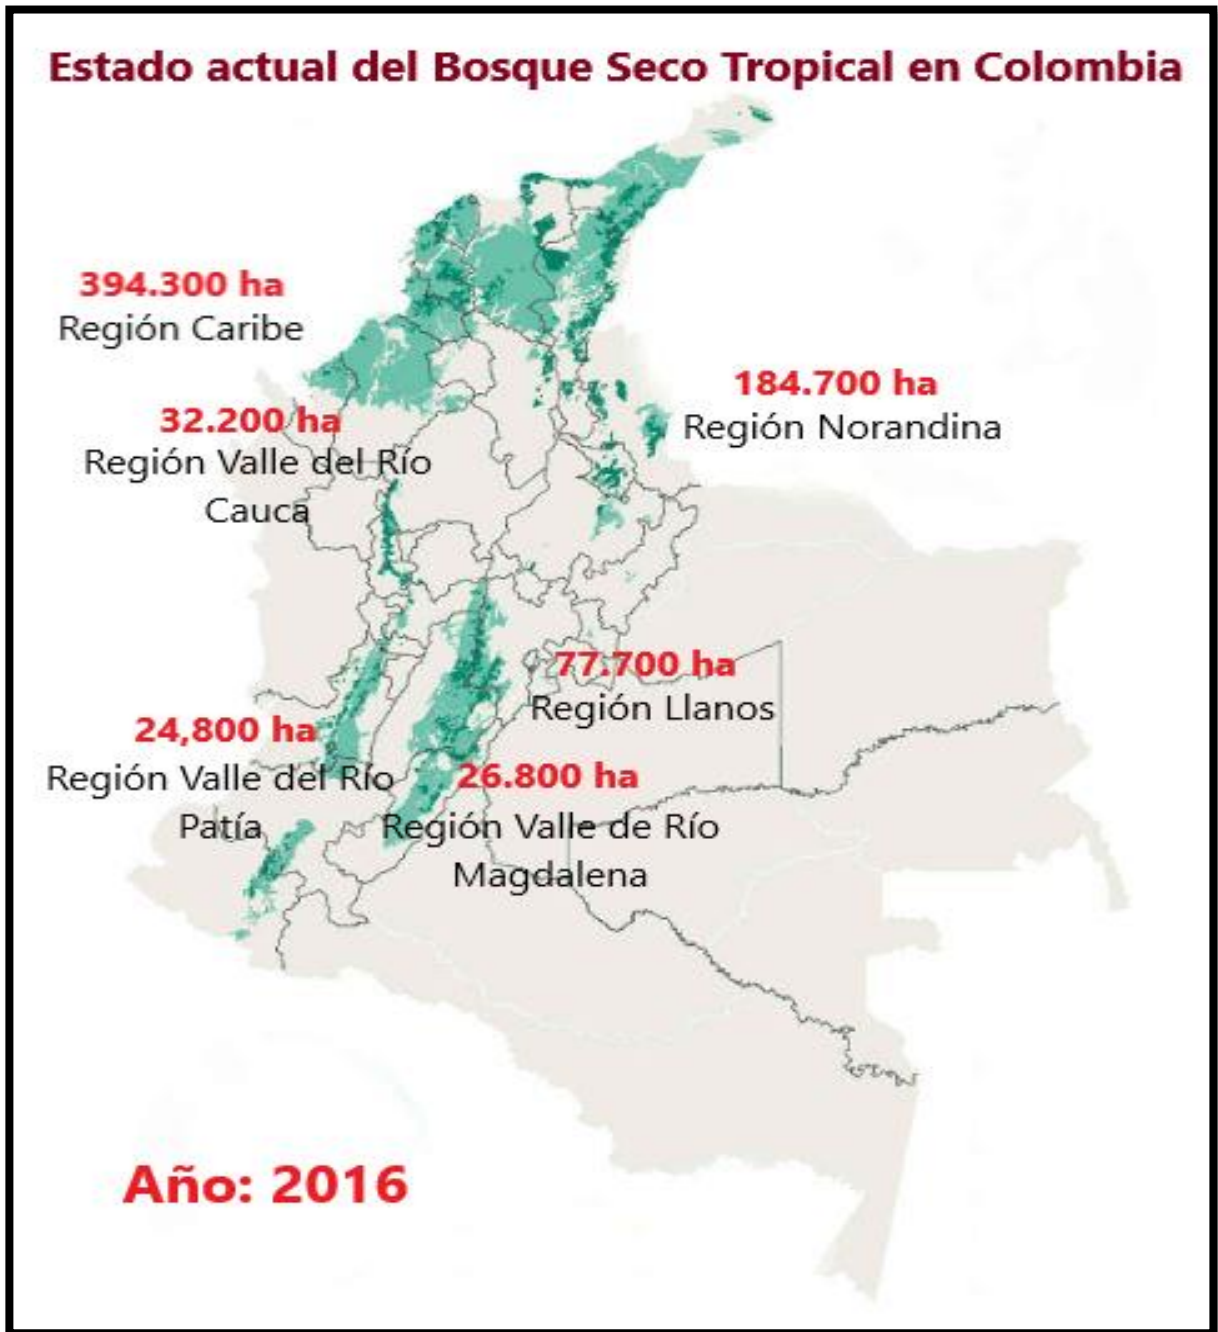 Estado actual del Bosque Seco Tropical en Colombia
394.300 ha
Región Caribe
184.700 ha
Región Norandina
32.200 ha
Región Valle del Río
Cauca
77.700 ha
Región Llanos
24,800 ha
Región Valle del Río
Patía
26.800 ha
Región Valle de Río
Magdalena
Año: 2016